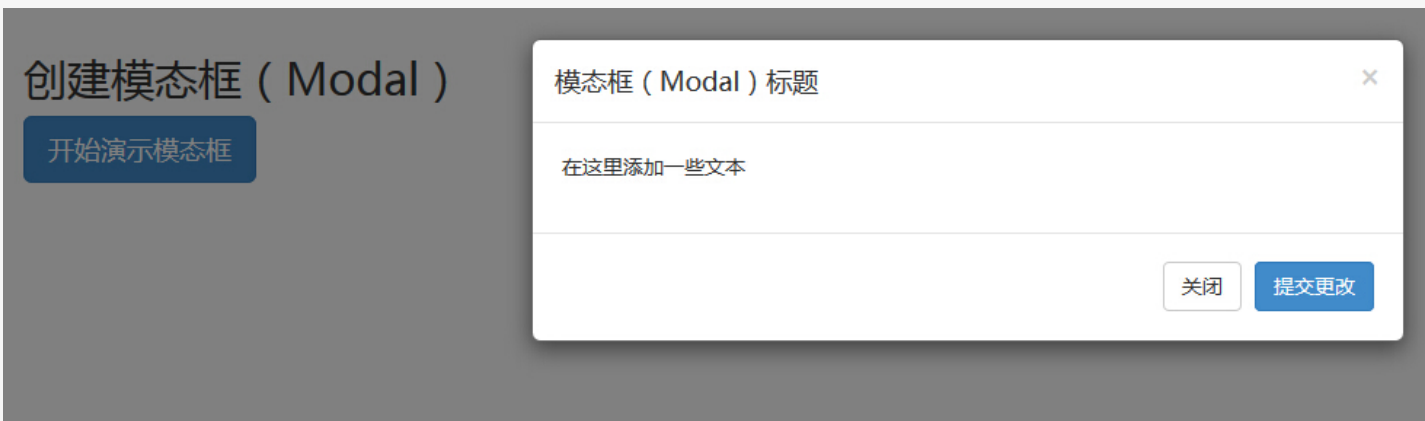 创建模态框（Modal）
开始演示模态框
模态框（Modal）标题
×
在这里添加一些文本
关闭
提交更改